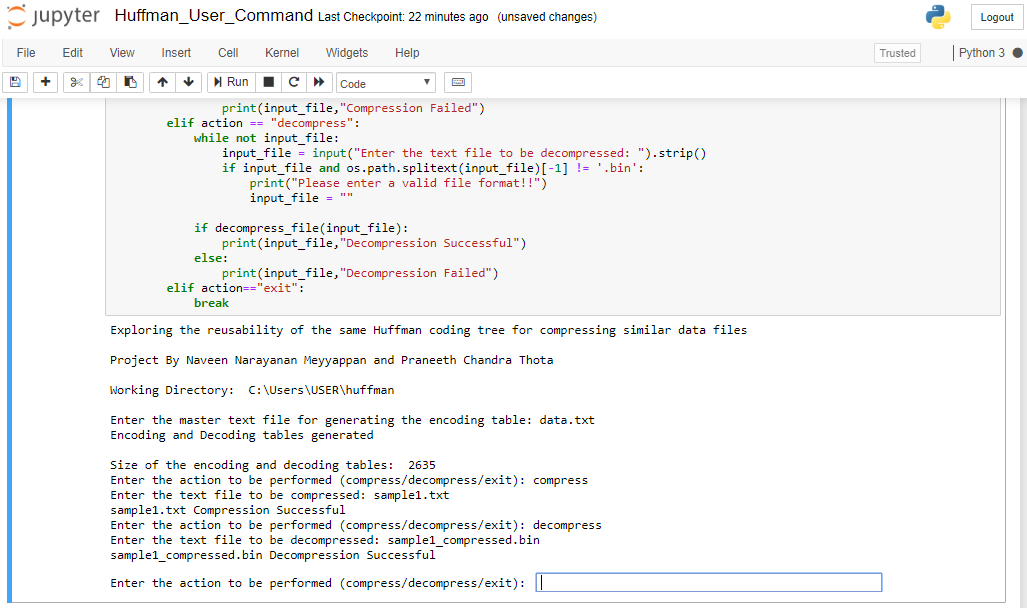 jupyter Huffman_User_Command Last Checkpoint: 22 minutes ago (unsaved changes) Logout
File Edit View Insert Cell Kernel Widgets Help Trusted Python 3
Run Code
print(input_file,"Compression Failed")
elif action == "decompress":
while not input_file:
input_file = input("Enter the text file to be decompressed: ").strip()
if input_file and os.path.splitext(input_file)[-1] != '.bin':
print("Please enter a valid file format!!")
input_file = ""
if decompress_file(input_file):
print(input_file,"Decompression Successful")
else:
print(input_file,"Decompression Failed")
elif action=="exit":
break
Exploring the reusability of the same Huffman coding tree for compressing similar data files
Project By Naveen Narayanan Meyyappan and Praneeth Chandra Thota
Working Directory:  C:\Users\USER\huffman
Enter the master text file for generating the encoding table: data.txt
Encoding and Decoding tables generated
Size of the encoding and decoding tables:  2635
Enter the action to be performed (compress/decompress/exit): compress
Enter the text file to be compressed: sample1.txt
sample1.txt Compression Successful
Enter the action to be performed (compress/decompress/exit): decompress
Enter the text file to be decompressed: sample1_compressed.bin
sample1_compressed.bin Decompression Successful
Enter the action to be performed (compress/decompress/exit):